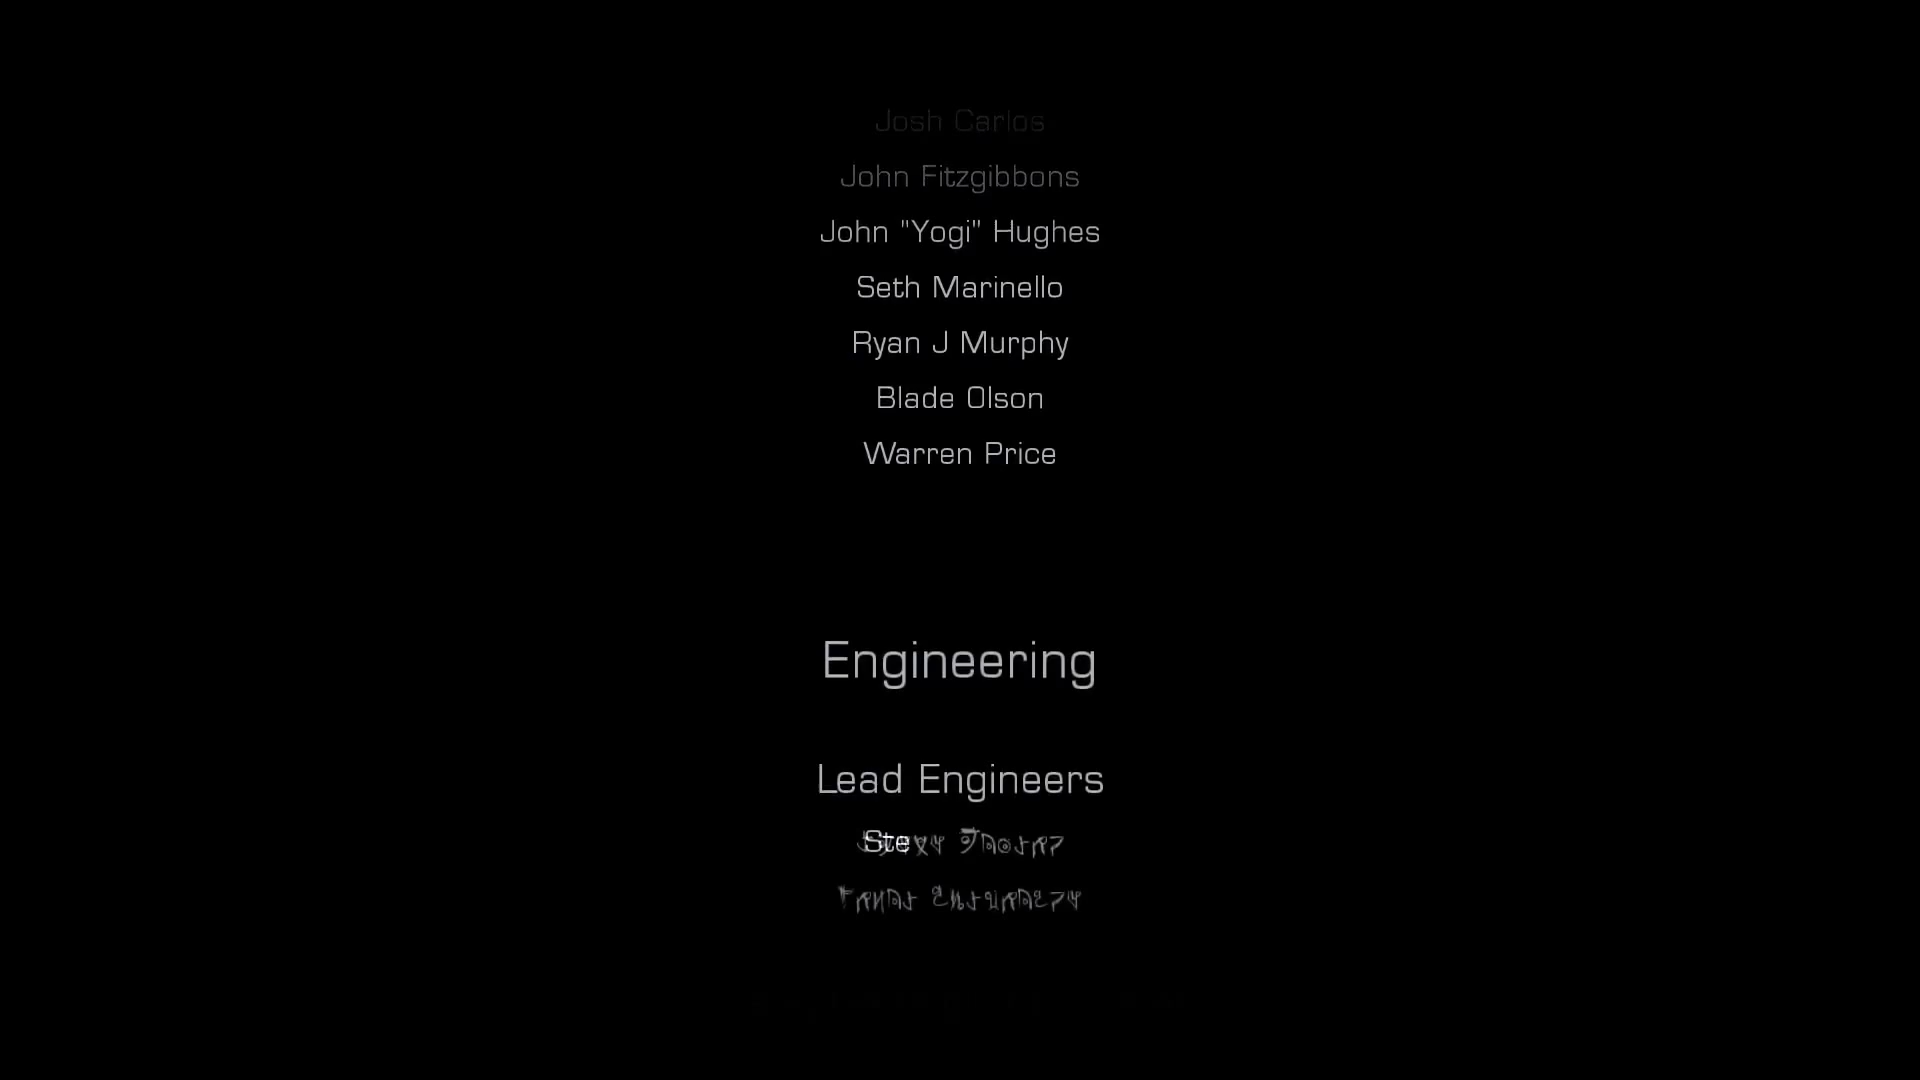 Josh Carlos
John Fitzgibbons
John "Yogi" Hughes
Seth Marinello
Ryan J Murphy
Blade Olson
Warren Price
Engineering
Lead Engineers
Ste